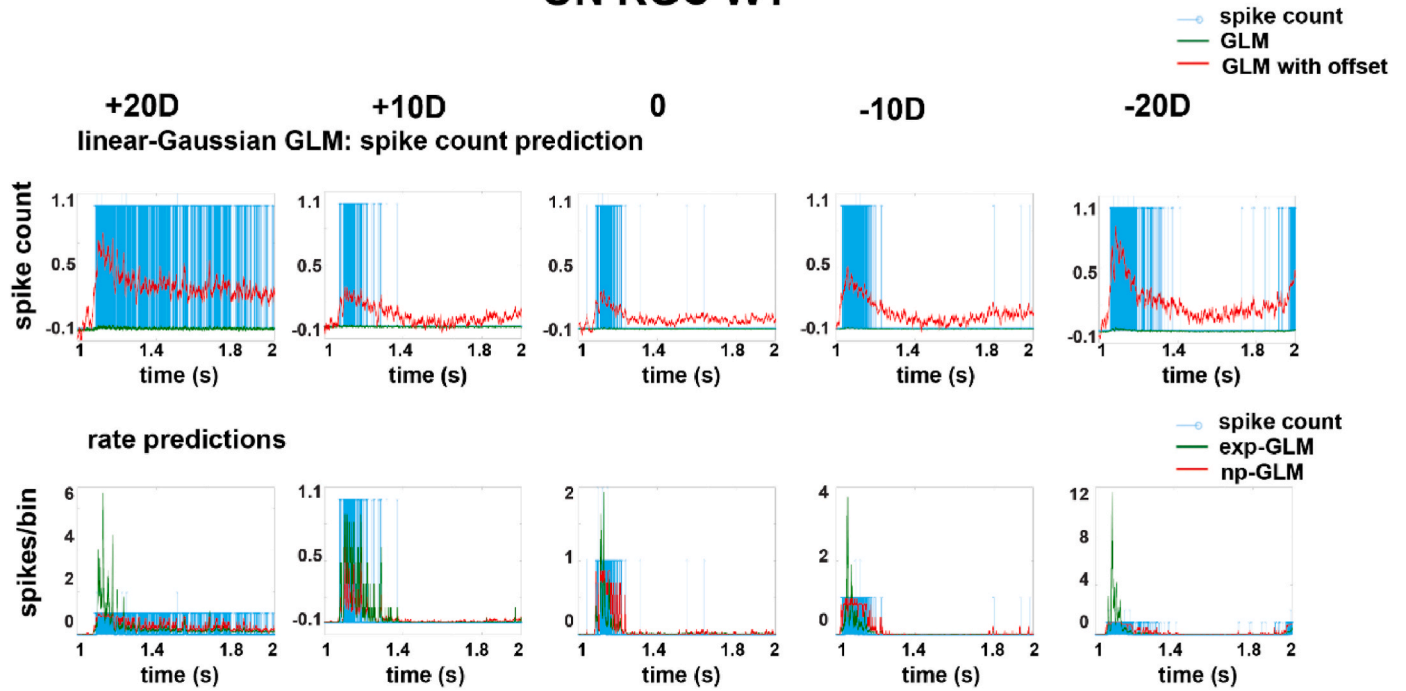 spike count
GLM
GLM with offset
+20D +10D 0 -10D -20D
linear-Gaussian GLM: spike count prediction
spike count
1.1 0.5 -0.1
1 1.4 1.8 2
time (s)
1.1 0.5 -0.1
1 1.4 1.8 2
time (s)
1.1 0.5 -0.1
1 1.4 1.8 2
time (s)
1.1 0.5 -0.1
1 1.4 1.8 2
time (s)
1.1 0.5 -0.1
1 1.4 1.8 2
time (s)
rate predictions
spike count
exp-GLM
np-GLM
spikes/bin
6 4 2 0
1 1.4 1.8 2
time (s)
1.1 0.5 -0.1
1 1.4 1.8 2
time (s)
2 1 0
1 1.4 1.8 2
time (s)
4 2 0
1 1.4 1.8 2
time (s)
12 8 4 0
1 1.4 1.8 2
time (s)